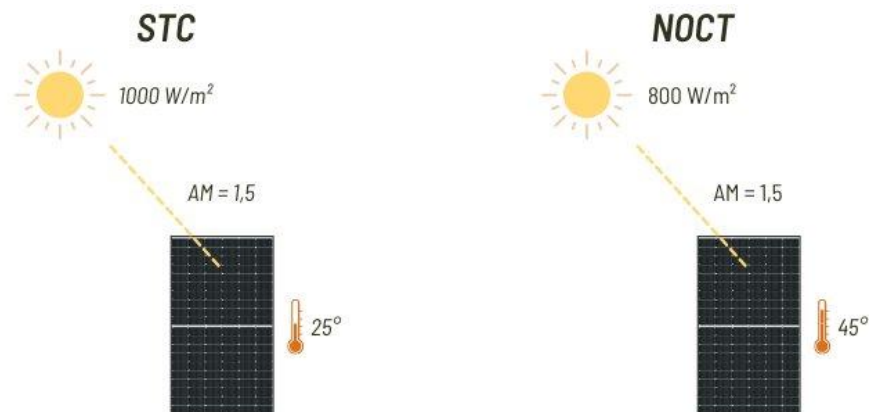 STC
1000 W/m²
AM = 1,5
25°
NOCT
800 W/m²
AM = 1,5
45°